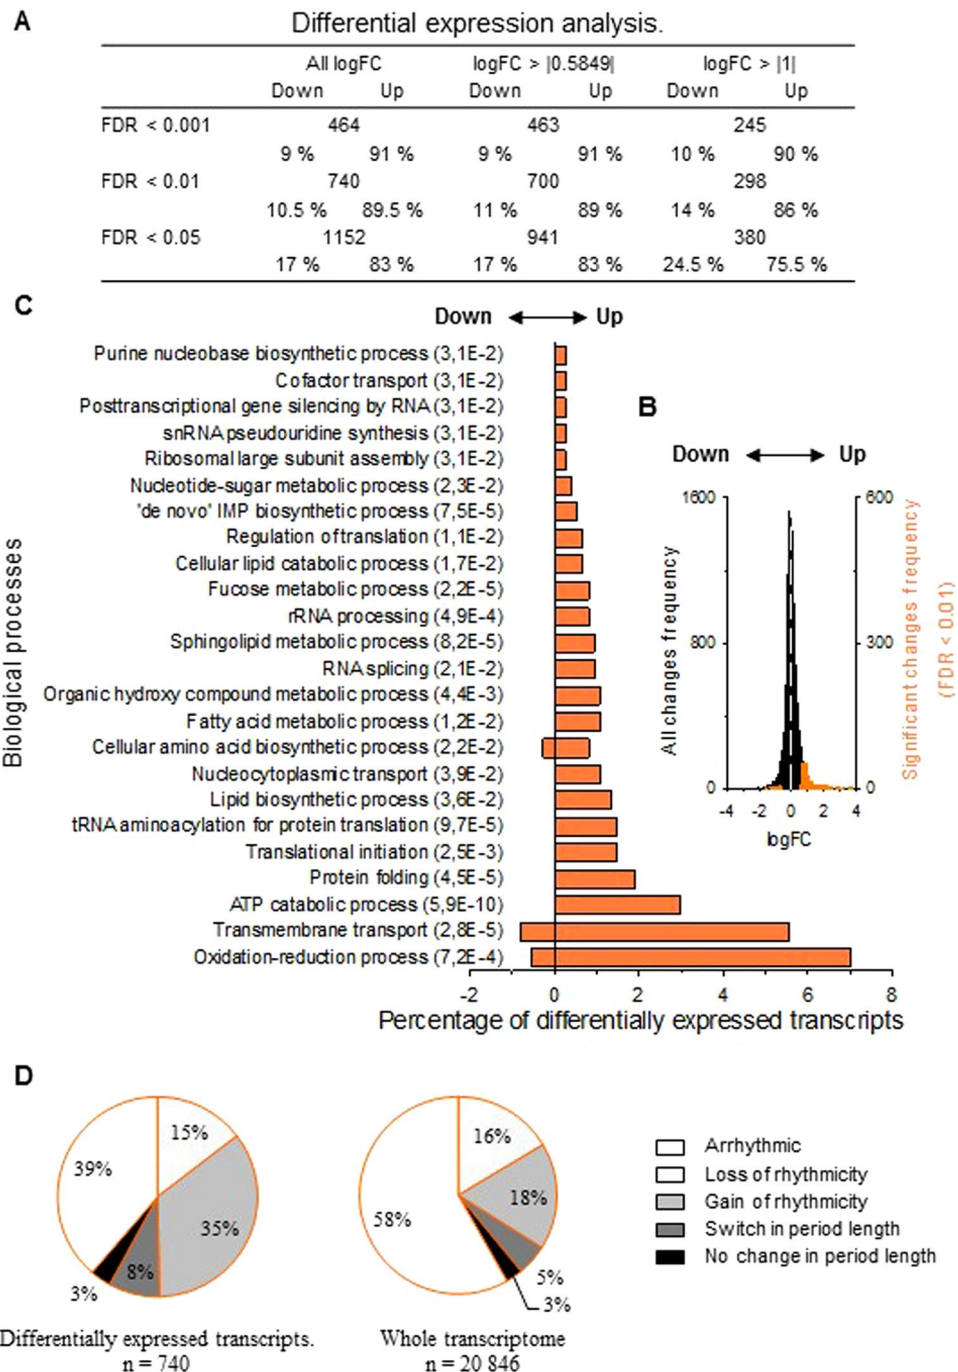 A
Differential expression analysis.
All logFC logFC > |0.5849| logFC > |1|
Down Up Down Up Down Up
FDR < 0.001 464 463 245
9 % 91 % 9 % 91 % 10 % 90 %
FDR < 0.01 740 700 298
10.5 % 89.5 % 11 % 89 % 14 % 86 %
FDR < 0.05 1152 941 380
17 % 83 % 17 % 83 % 24.5 % 75.5 %
C
Down Up
Biological processes
Purine nucleobase biosynthetic process (3,1E-2)
Cofactor transport (3,1E-2)
Posttranscriptional gene silencing by RNA (3,1E-2)
snRNA pseudouridine synthesis (3,1E-2)
Ribosomal large subunit assembly (3,1E-2)
Nucleotide-sugar metabolic process (2,3E-2)
'de novo' IMP biosynthetic process (7,5E-5)
Regulation of translation (1,1E-2)
Cellular lipid catabolic process (1,7E-2)
Fucose metabolic process (2,2E-5)
rRNA processing (4,9E-4)
Sphingolipid metabolic process (8,2E-5)
RNA splicing (2,1E-2)
Organic hydroxy compound metabolic process (4,4E-3)
Fatty acid metabolic process (1,2E-2)
Cellular amino acid biosynthetic process (2,2E-2)
Nucleocytoplasmic transport (3,9E-2)
Lipid biosynthetic process (3,6E-2)
tRNA aminoacylation for protein translation (9,7E-5)
Translational initiation (2,5E-3)
Protein folding (4,5E-5)
ATP catabolic process (5,9E-10)
Transmembrane transport (2,8E-5)
Oxidation-reduction process (7,2E-4)
-2 0 2 4 6 8
Percentage of differentially expressed transcripts
B
Down Up
All changes frequency
1600
800
0
600
300
0
Significant changes frequency
(FDR < 0.01)
-4 -2 0 2 4
logFC
D
15%
39%
35%
8%
3%
Differentially expressed transcripts.
n = 740
16%
18%
58%
5%
3%
Whole transcriptome
n = 20 846
Arrhythmic
Loss of rhythmicity
Gain of rhythmicity
Switch in period length
No change in period length